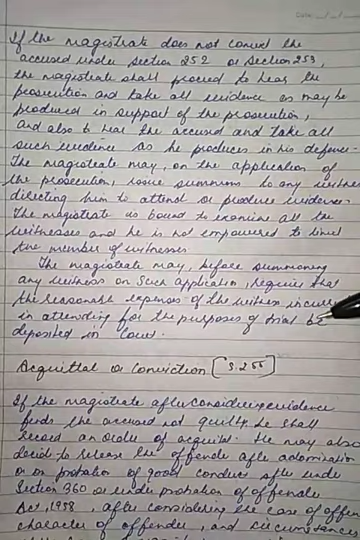 If the magistrate does not convict the
accused under Section 252 or Section 253,
the magistrate shall proceed to hear the
prosecution and take all evidence as may be
produced in support of the prosecution,
and also to hear the accused and take all
such evidence as he produces in his defence.
The magistrate may, on the application of
the prosecution, issue summons to any witness
directing him to attend or produce evidence.
The magistrate is bound to examine all the
witnesses and he is not empowered to limit
the number of witnesses
The magistrate may, before summoning
any witness on such application, require that
the reasonable expenses of the witness incurred
in attending for the purposes of trial be
deposited in Court.
Acquittal or Conviction [S.255]
If the magistrate after considering evidence
finds the accused not guilty, he shall
record an order of acquittal. He may also
decide to release the offender after admonition
or on probation of good conduct after under
Section 360 or under probation of offender
Act, 1958, after considering the case of offence
character of offender, and circumstances